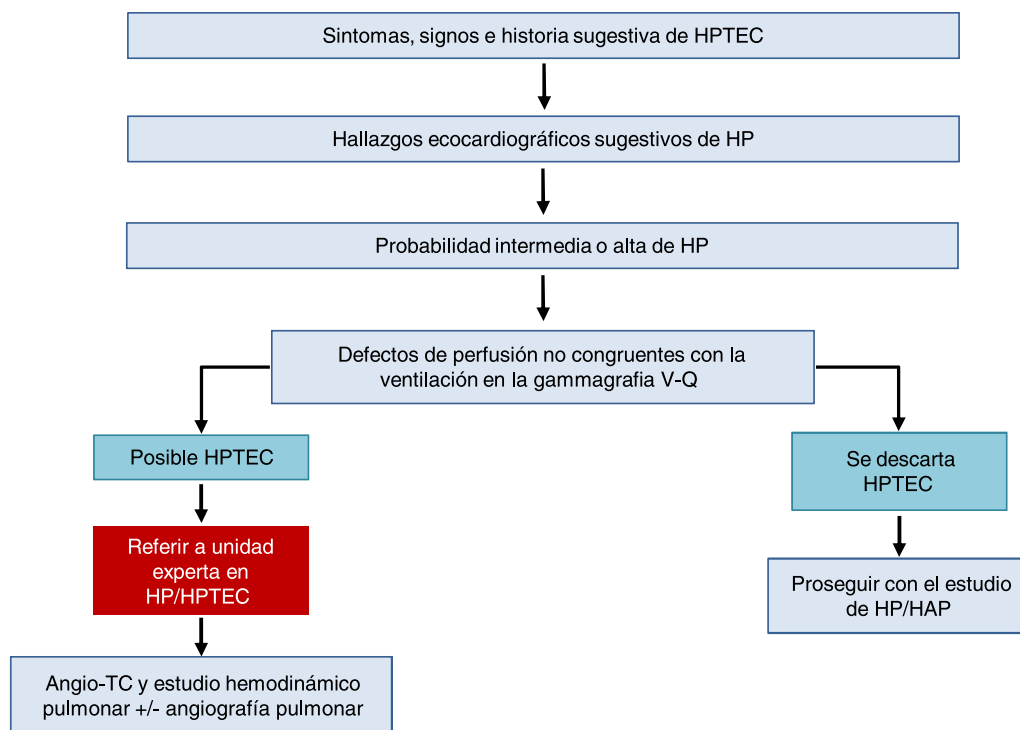 Sintomas, signos e historia sugestiva de HPTEC
Hallazgos ecocardiográficos sugestivos de HP
Probabilidad intermedia o alta de HP
Defectos de perfusión no congruentes con la
ventilación en la gammagrafia V-Q
Posible HPTEC
Se descarta
HPTEC
Referir a unidad
experta en
HP/HPTEC
Proseguir con el estudio
de HP/HAP
Angio-TC y estudio hemodinámico
pulmonar +/- angiografía pulmonar